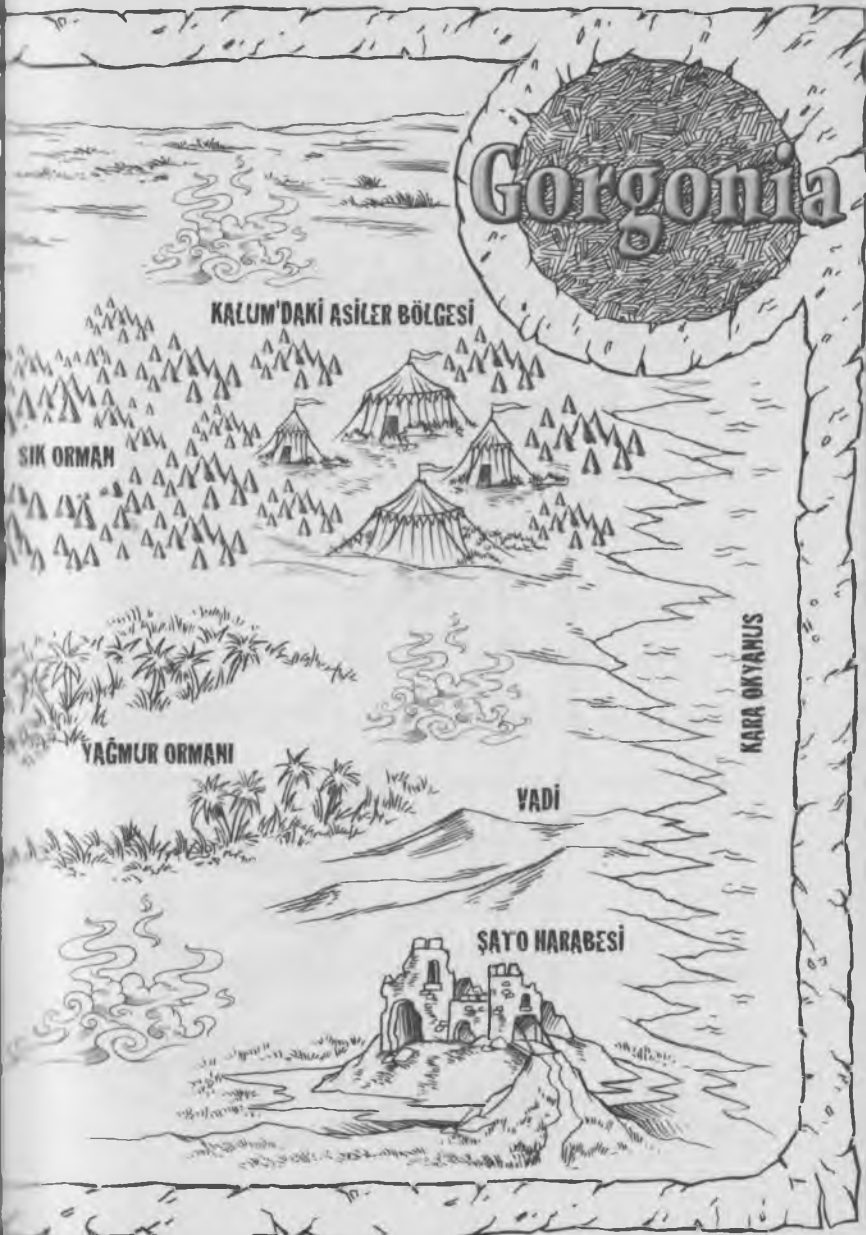 Gorgonia
KALUM'DAKİ ASİLER BÖLGESİ
SIK ORMAN
KARA OKYANUS
YAĞMUR ORMANI
VADİ
ŞATO HARABESİ